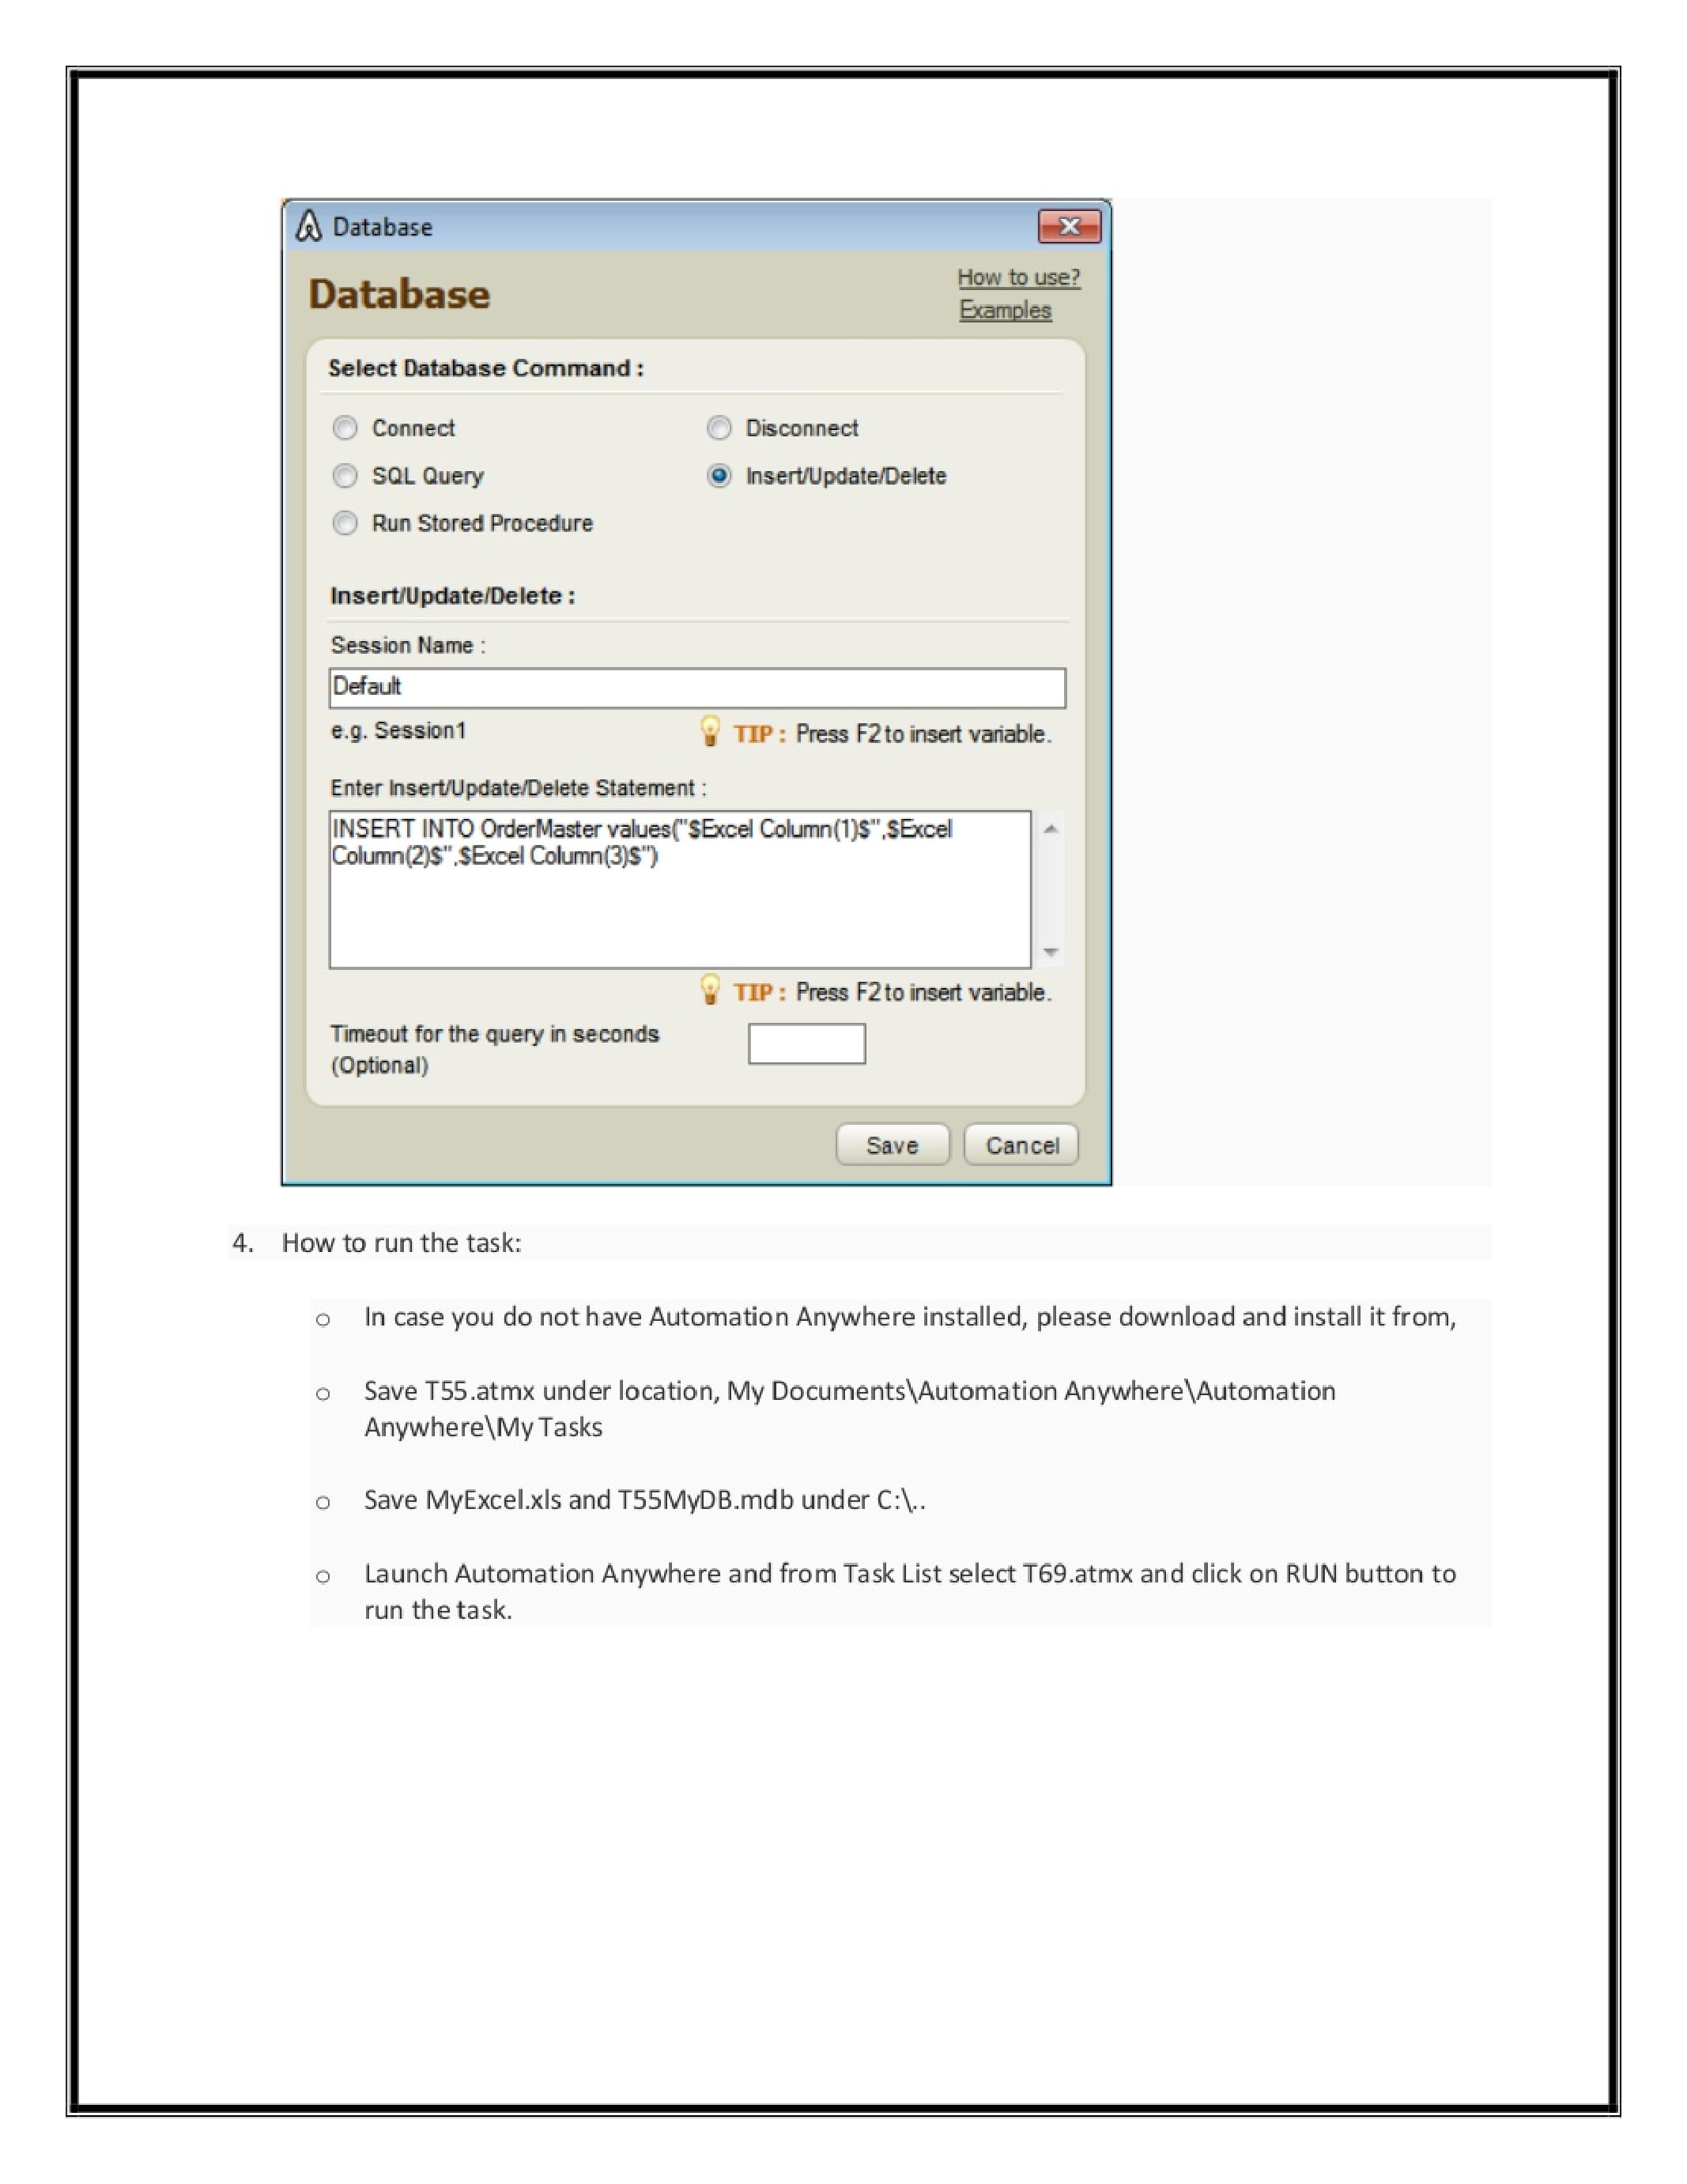 Database
Database
How to use?
Examples
Select Database Command :
Connect
Disconnect
SQL Query
Insert/Update/Delete
Run Stored Procedure
Insert/Update/Delete :
Session Name :
Default
e.g. Session1
TIP : Press F2 to insert variable.
Enter Insert/Update/Delete Statement :
INSERT INTO OrderMaster values("$Excel Column(1)$",$Excel
Column(2)$",$Excel Column(3)$")
TIP : Press F2 to insert variable.
Timeout for the query in seconds
(Optional)
Save
Cancel
4. How to run the task:
o In case you do not have Automation Anywhere installed, please download and install it from,
o Save T55.atmx under location, My Documents\Automation Anywhere\Automation
Anywhere\My Tasks
o Save MyExcel.xls and T55MyDB.mdb under C:\..
o Launch Automation Anywhere and from Task List select T69.atmx and click on RUN button to
run the task.